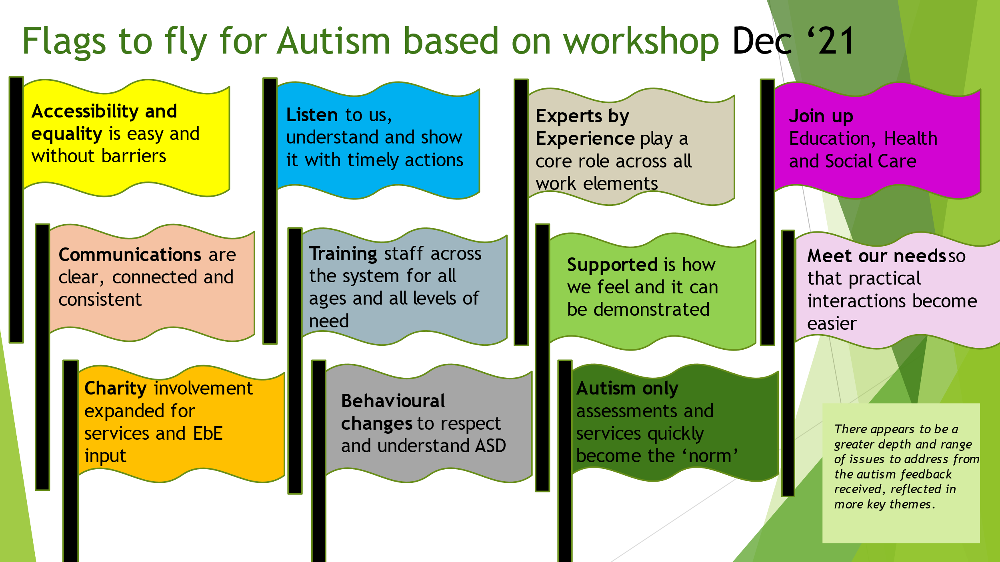 Flags to fly for Autism based on workshop Dec ‘21
Accessibility and
equality is easy and
without barriers
Listen to us,
understand and show
it with timely actions
Experts by
Experience play a
core role across all
work elements
Join up
Education, Health
and Social Care
Communications are
clear, connected and
consistent
Training staff across
the system for all
ages and all levels of
need
Supported is how
we feel and it can
be demonstrated
Meet our needs so
that practical
interactions become
easier
Charity involvement
expanded for
services and EbE
input
Behavioural
changes to respect
and understand ASD
Autism only
assessments and
services quickly
become the ‘norm’
There appears to be a
greater depth and range
of issues to address from
the autism feedback
received, reflected in
more key themes.